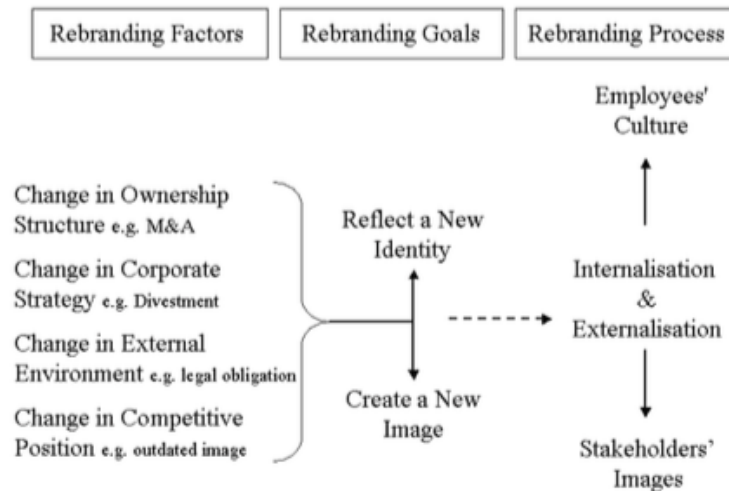 Rebranding Factors
Rebranding Goals
Rebranding Process
Change in Ownership
Structure e.g. M&A
Change in Corporate
Strategy e.g. Divestment
Change in External
Environment e.g. legal obligation
Change in Competitive
Position e.g. outdated image
Reflect a New
Identity
Create a New
Image
Employees'
Culture
Internalisation
&
Externalisation
Stakeholders'
Images